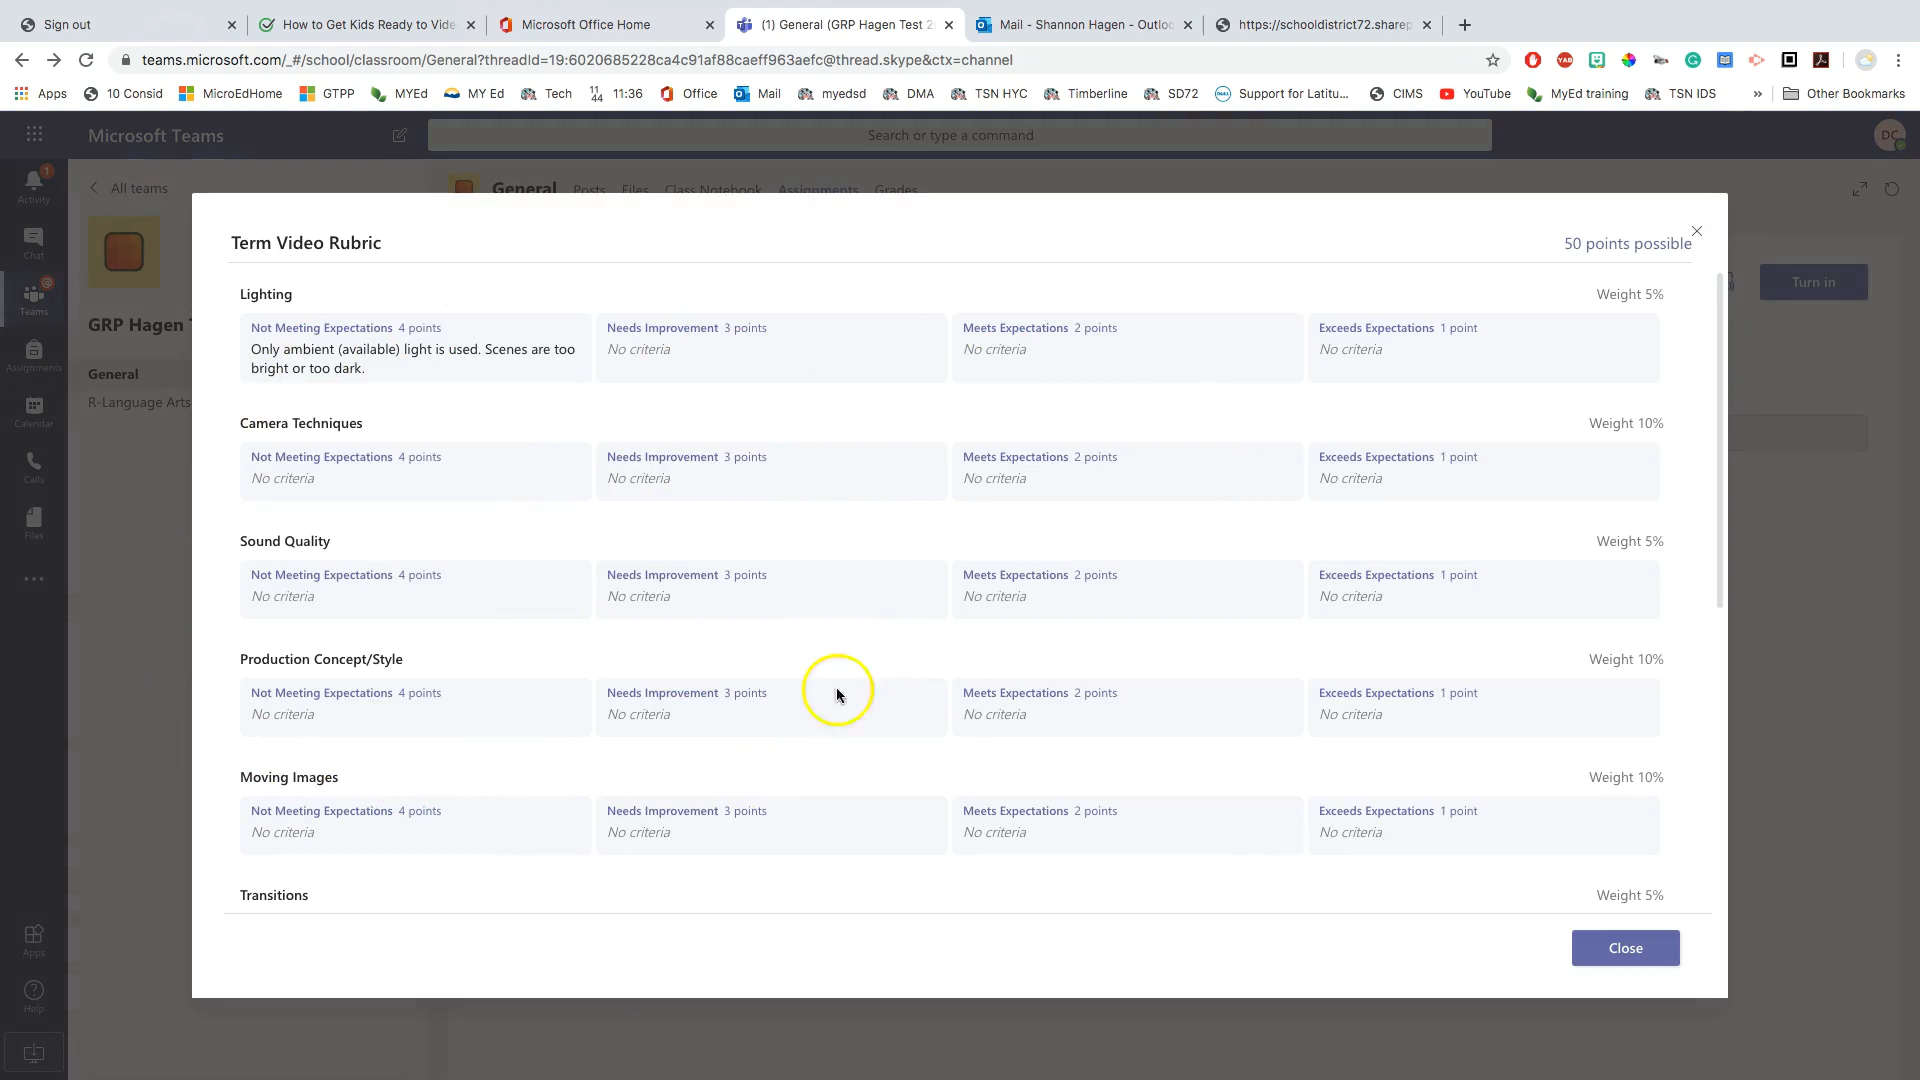 Sign out
How to Get Kids Ready to Vide
Microsoft Office Home
(1) General (GRP Hagen Test 2
Mail - Shannon Hagen - Outloo
https://schooldistrict72.sharep
teams.microsoft.com/_#/school/classroom/General?threadId=19:6020685228ca4c91af88caeff963aefc@thread.skype&ctx=channel
Apps 10 Consid MicroEdHome GTPP MYEd MY Ed Tech 11:36 Office Mail myedsd DMA TSN HYC Timberline SD72 Support for Latitu... CIMS YouTube MyEd training TSN IDS » Other Bookmarks
Microsoft Teams
Search or type a command
DC
Activity
Chat
Teams
Assignments
Calendar
Calls
Files
Apps
Help
All teams
GRP Hagen T
General
R-Language Arts
General Posts Files Class Notebook Assignments Grades
Turn in
Term Video Rubric
50 points possible
Lighting
Weight 5%
Not Meeting Expectations 4 points
Only ambient (available) light is used. Scenes are too
bright or too dark.
Needs Improvement 3 points
No criteria
Meets Expectations 2 points
No criteria
Exceeds Expectations 1 point
No criteria
Camera Techniques
Weight 10%
Not Meeting Expectations 4 points
No criteria
Needs Improvement 3 points
No criteria
Meets Expectations 2 points
No criteria
Exceeds Expectations 1 point
No criteria
Sound Quality
Weight 5%
Not Meeting Expectations 4 points
No criteria
Needs Improvement 3 points
No criteria
Meets Expectations 2 points
No criteria
Exceeds Expectations 1 point
No criteria
Production Concept/Style
Weight 10%
Not Meeting Expectations 4 points
No criteria
Needs Improvement 3 points
No criteria
Meets Expectations 2 points
No criteria
Exceeds Expectations 1 point
No criteria
Moving Images
Weight 10%
Not Meeting Expectations 4 points
No criteria
Needs Improvement 3 points
No criteria
Meets Expectations 2 points
No criteria
Exceeds Expectations 1 point
No criteria
Transitions
Weight 5%
Close